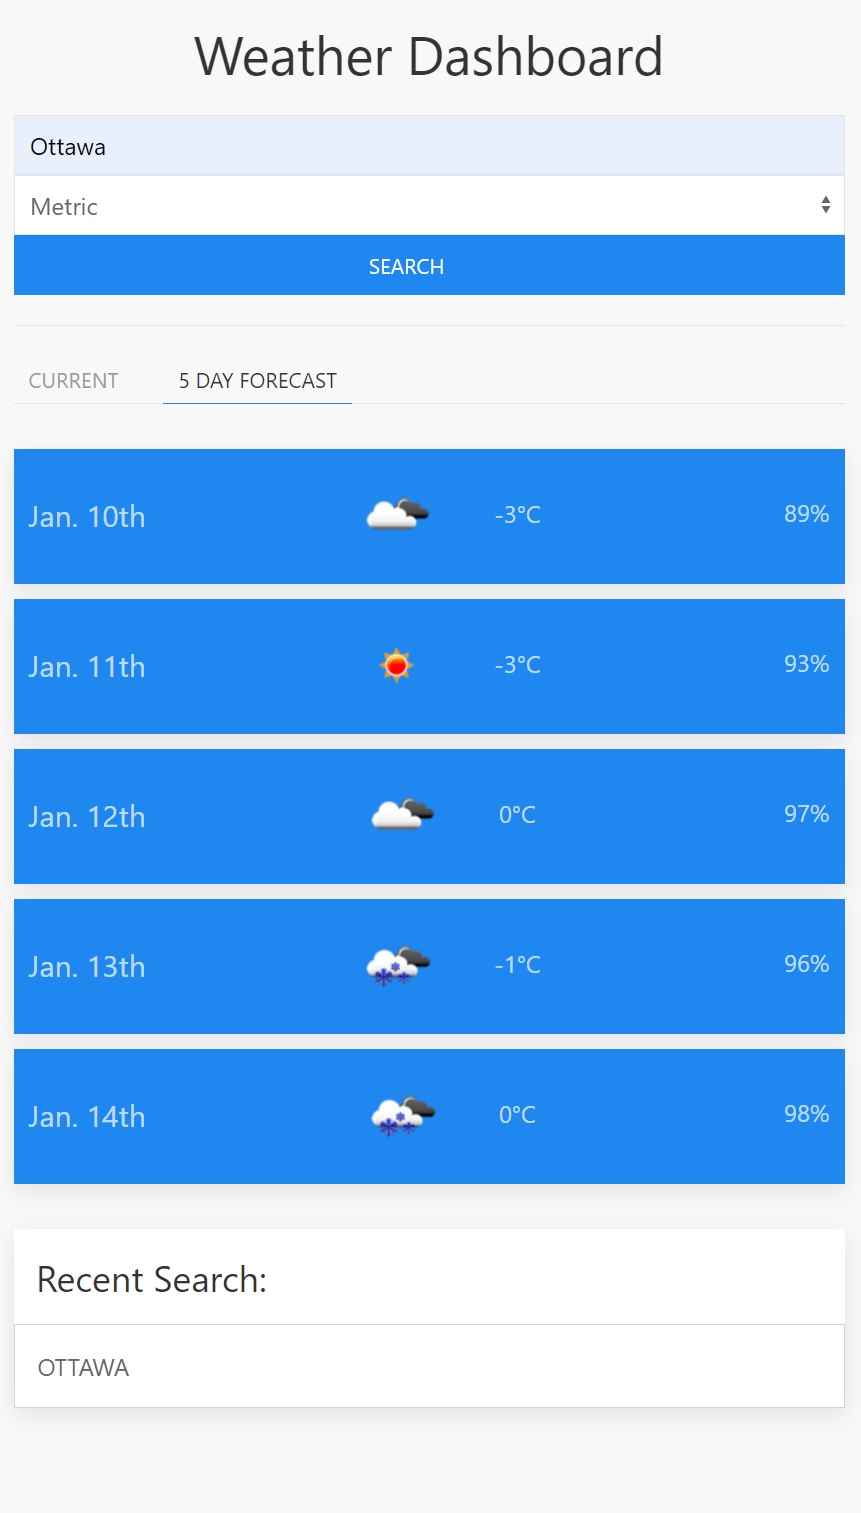 Weather Dashboard
Ottawa
Metric
SEARCH
CURRENT 5 DAY FORECAST
Jan. 10th -3°C 89%
Jan. 11th -3°C 93%
Jan. 12th 0°C 97%
Jan. 13th -1°C 96%
Jan. 14th 0°C 98%
Recent Search:
OTTAWA